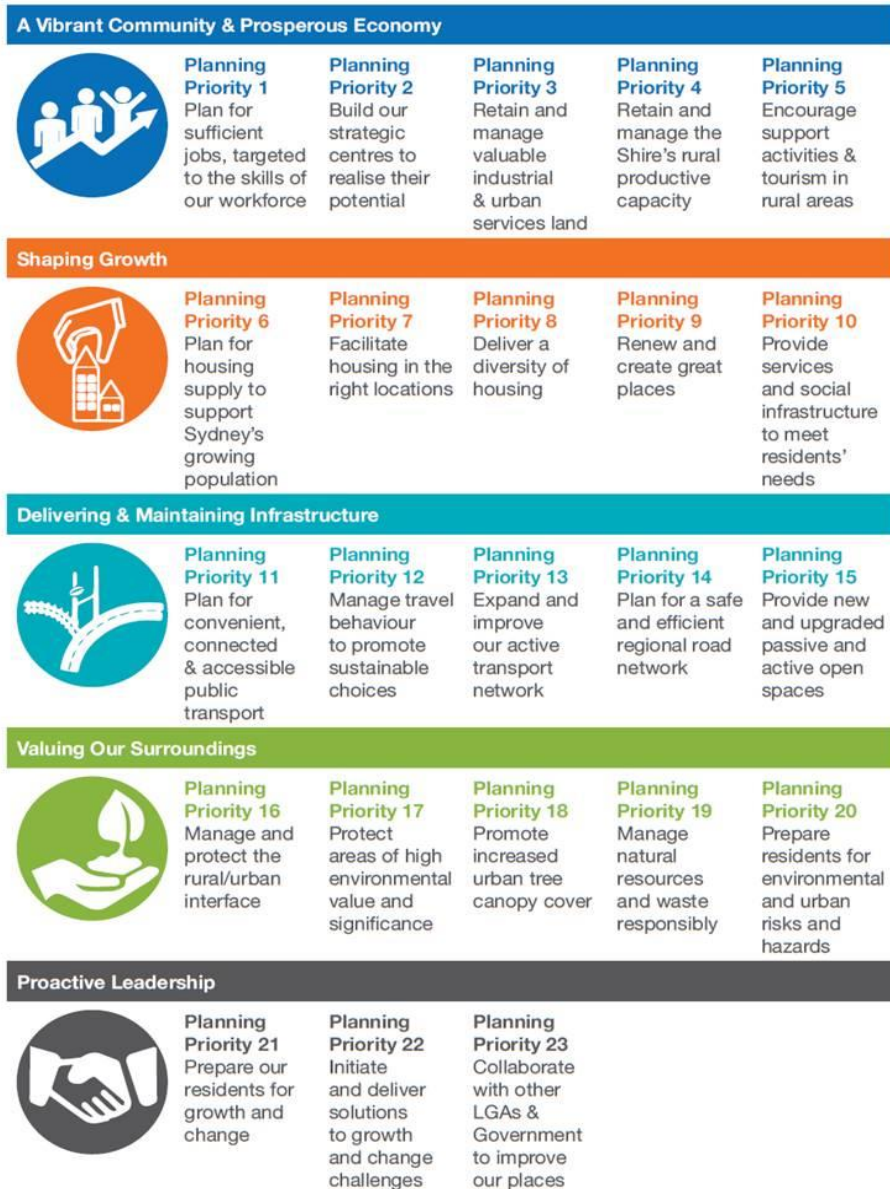 A Vibrant Community & Prosperous Economy
Planning
Priority 1
Plan for
sufficient
jobs, targeted
to the skills of
our workforce
Planning
Priority 2
Build our
strategic
centres to
realise their
potential
Planning
Priority 3
Retain and
manage
valuable
industrial
& urban
services land
Planning
Priority 4
Retain and
manage the
Shire's rural
productive
capacity
Planning
Priority 5
Encourage
support
activities &
tourism in
rural areas
Shaping Growth
Planning
Priority 6
Plan for
housing
supply to
support
Sydney's
growing
population
Planning
Priority 7
Facilitate
housing in the
right locations
Planning
Priority 8
Deliver a
diversity of
housing
Planning
Priority 9
Renew and
create great
places
Planning
Priority 10
Provide
services
and social
infrastructure
to meet
residents'
needs
Delivering & Maintaining Infrastructure
Planning
Priority 11
Plan for
convenient,
connected
& accessible
public
transport
Planning
Priority 12
Manage travel
behaviour
to promote
sustainable
choices
Planning
Priority 13
Expand and
improve
our active
transport
network
Planning
Priority 14
Plan for a safe
and efficient
regional road
network
Planning
Priority 15
Provide new
and upgraded
passive and
active open
spaces
Valuing Our Surroundings
Planning
Priority 16
Manage and
protect the
rural/urban
interface
Planning
Priority 17
Protect
areas of high
environmental
value and
significance
Planning
Priority 18
Promote
increased
urban tree
canopy cover
Planning
Priority 19
Manage
natural
resources
and waste
responsibly
Planning
Priority 20
Prepare
residents for
environmental
and urban
risks and
hazards
Proactive Leadership
Planning
Priority 21
Prepare our
residents for
growth and
change
Planning
Priority 22
Initiate
and deliver
solutions
to growth
and change
challenges
Planning
Priority 23
Collaborate
with other
LGAs &
Government
to improve
our places